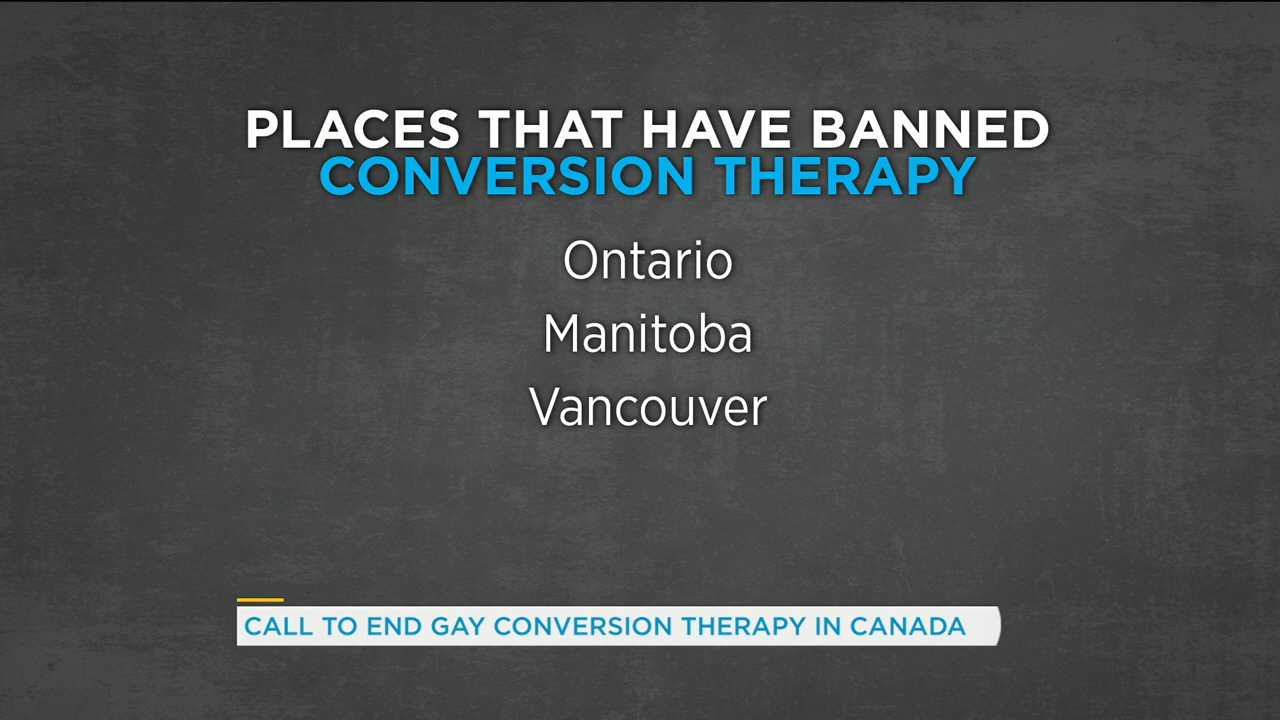 PLACES THAT HAVE BANNED
CONVERSION THERAPY
Ontario
Manitoba
Vancouver
CALL TO END GAY CONVERSION THERAPY IN CANADA